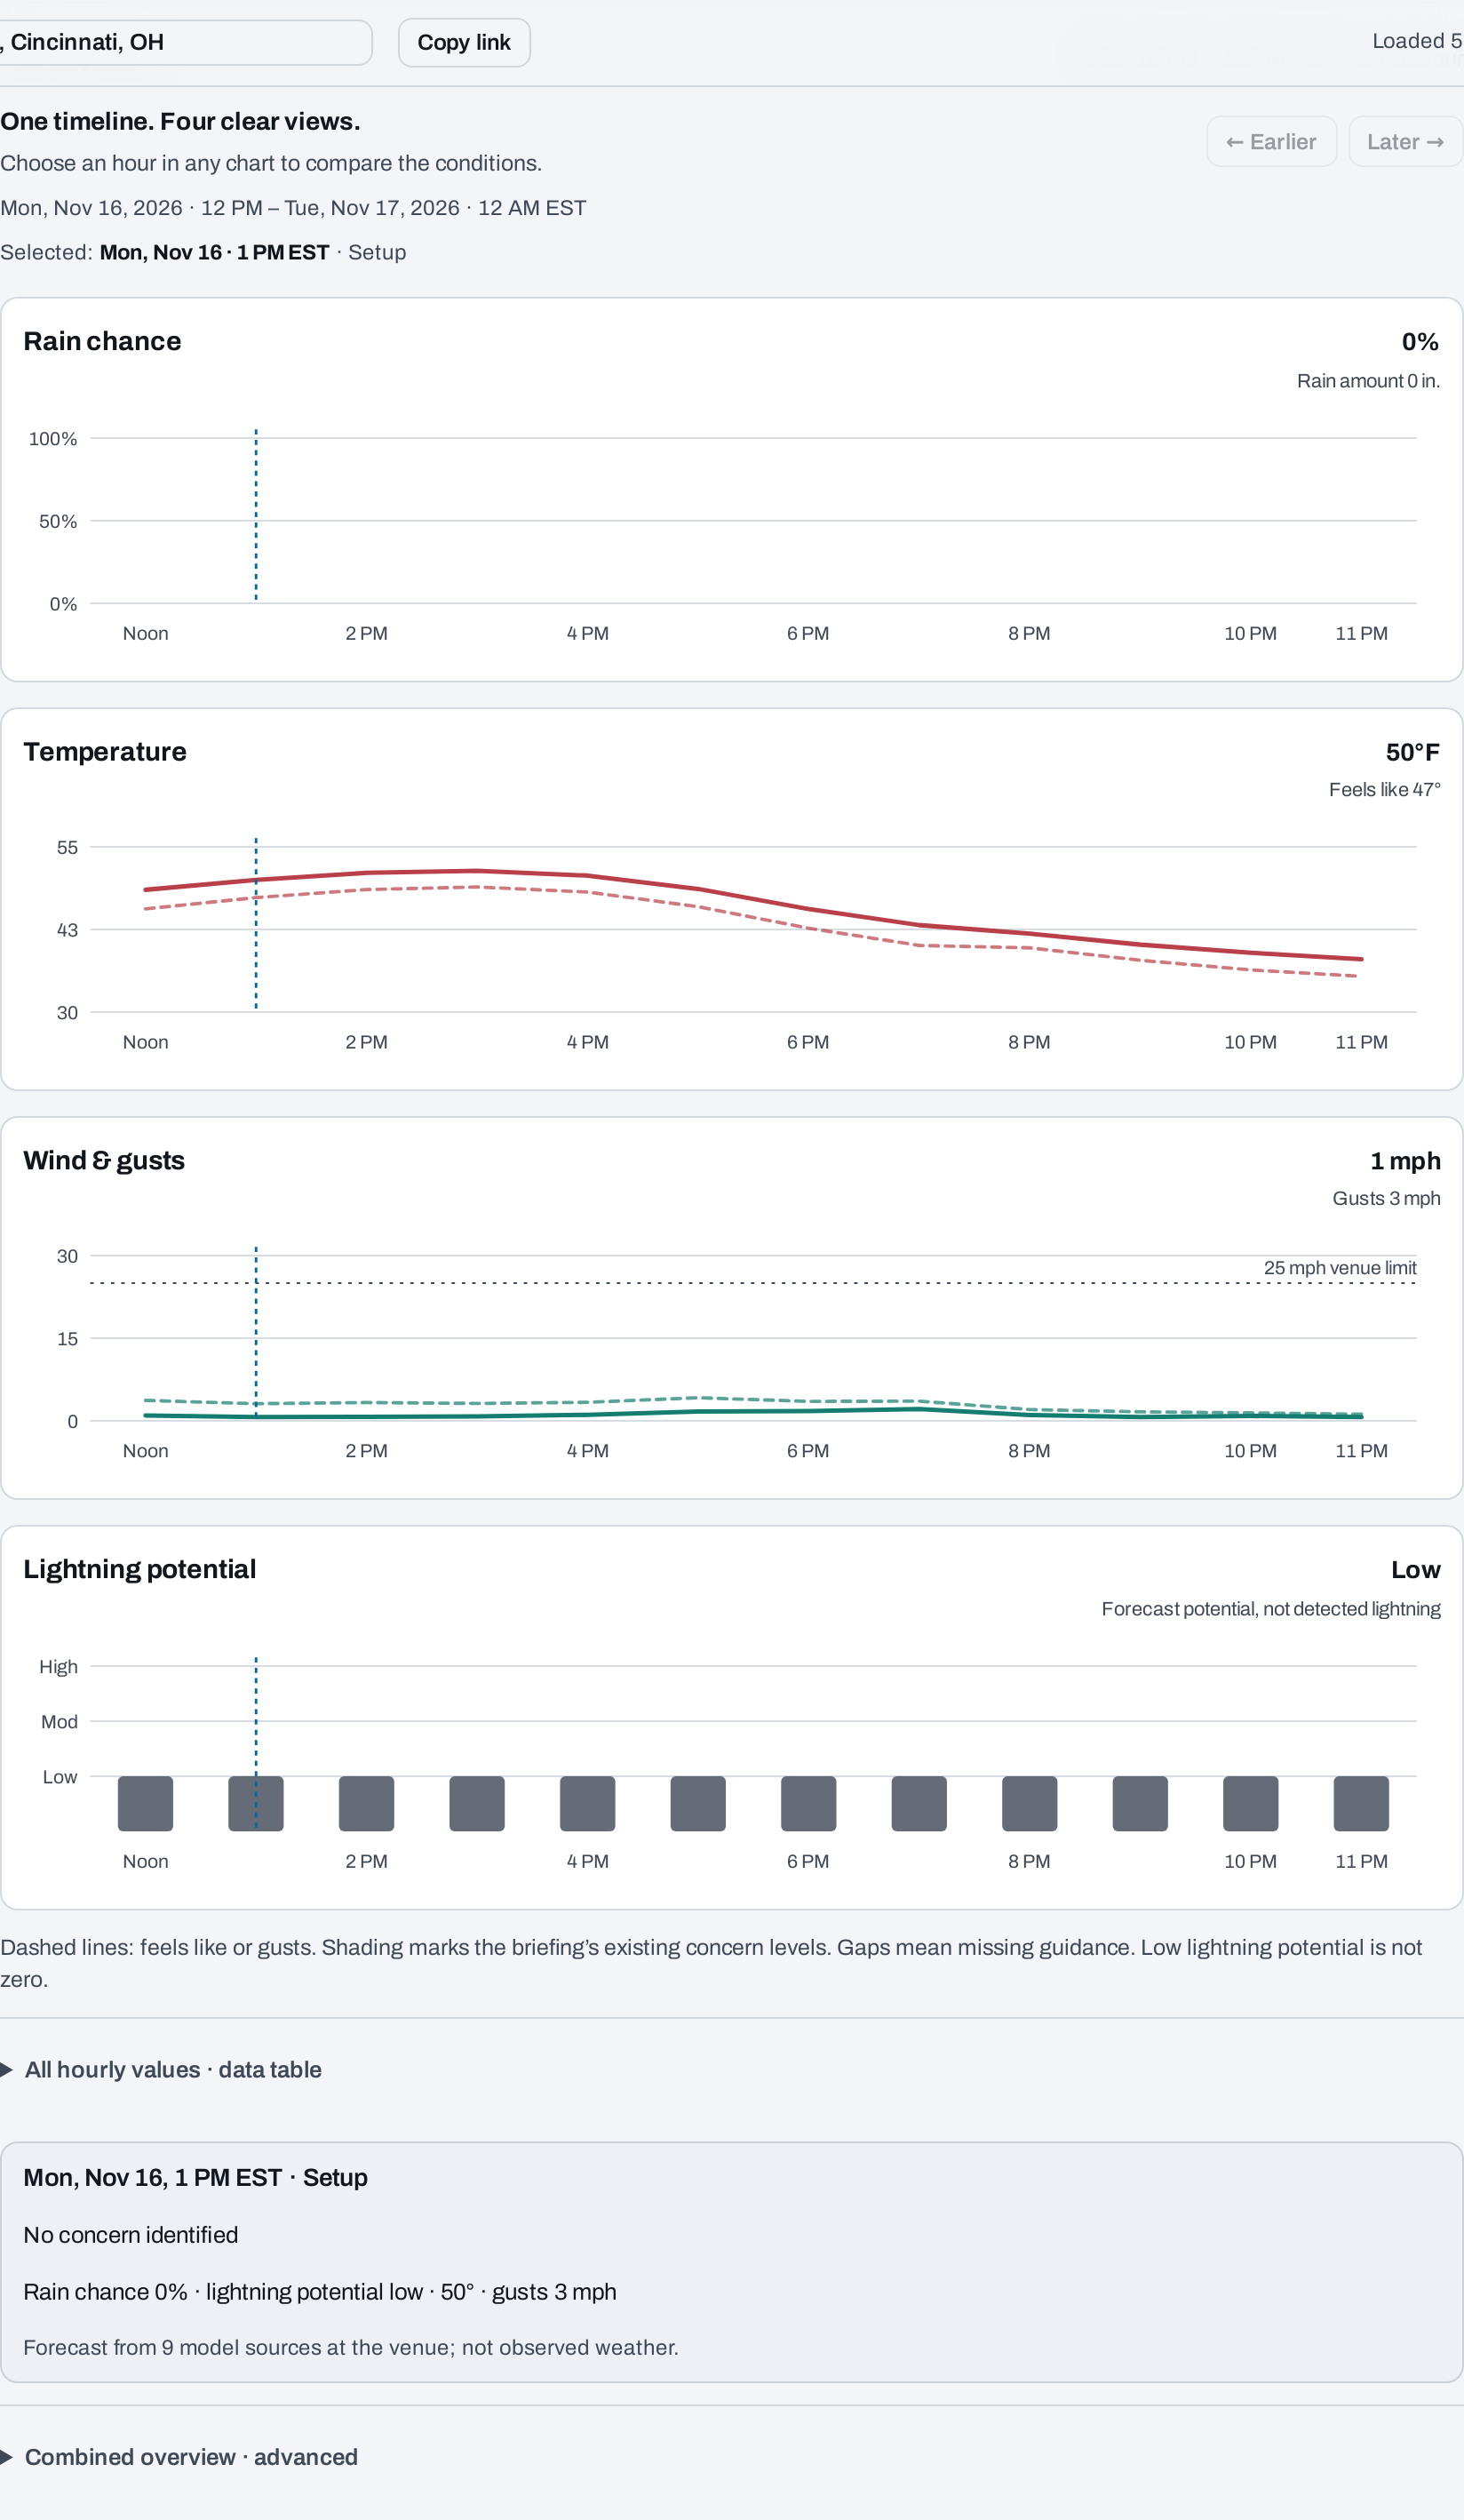 , Cincinnati, OH
Copy link
Loaded 5
One timeline. Four clear views.
← Earlier
Later →
Choose an hour in any chart to compare the conditions.
Mon, Nov 16, 2026 · 12 PM – Tue, Nov 17, 2026 · 12 AM EST
Selected: Mon, Nov 16 · 1 PM EST · Setup
Rain chance
0%
Rain amount 0 in.
100%
50%
0%
Noon 2 PM 4 PM 6 PM 8 PM 10 PM 11 PM
Temperature
50°F
Feels like 47°
55
43
30
Noon 2 PM 4 PM 6 PM 8 PM 10 PM 11 PM
Wind & gusts
1 mph
Gusts 3 mph
30
25 mph venue limit
15
0
Noon 2 PM 4 PM 6 PM 8 PM 10 PM 11 PM
Lightning potential
Low
Forecast potential, not detected lightning
High
Mod
Low
Noon 2 PM 4 PM 6 PM 8 PM 10 PM 11 PM
Dashed lines: feels like or gusts. Shading marks the briefing’s existing concern levels. Gaps mean missing guidance. Low lightning potential is not
zero.
▶ All hourly values · data table
Mon, Nov 16, 1 PM EST · Setup
No concern identified
Rain chance 0% · lightning potential low · 50° · gusts 3 mph
Forecast from 9 model sources at the venue; not observed weather.
▶ Combined overview · advanced